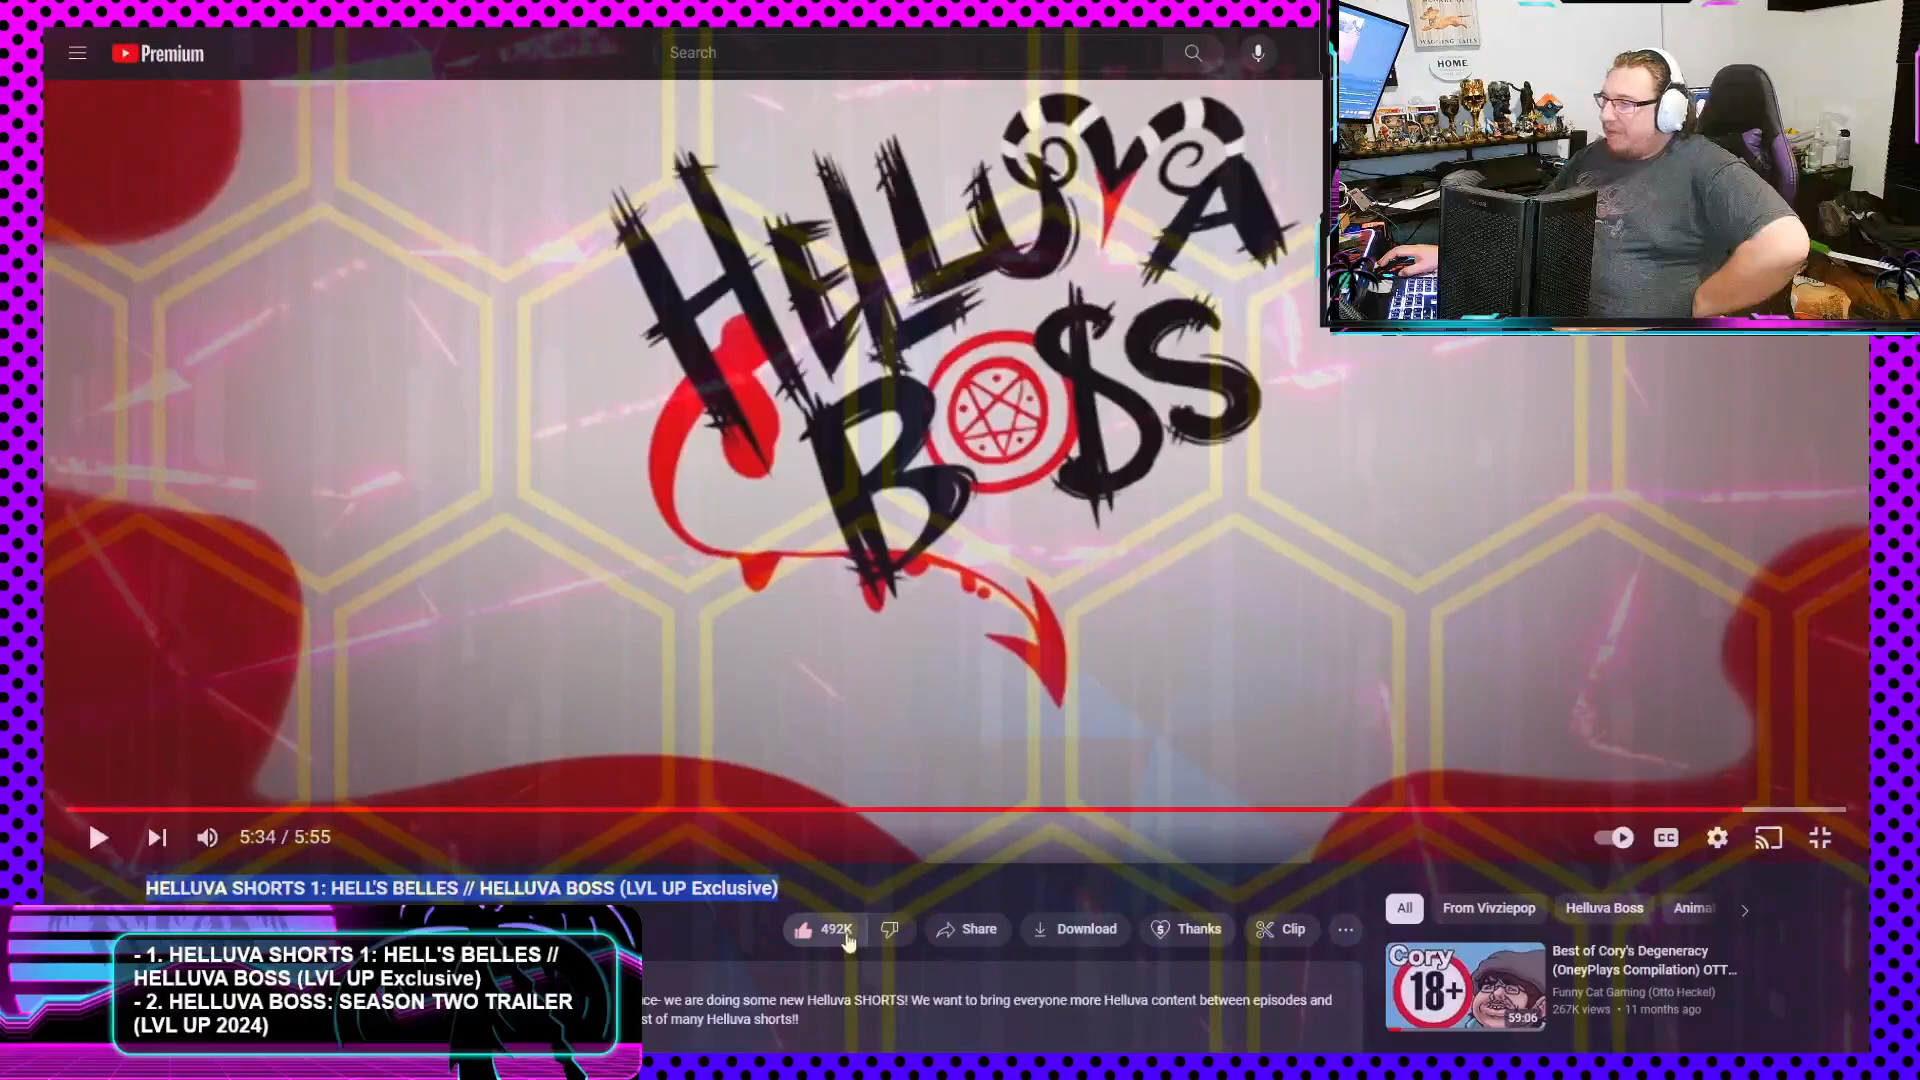 Premium
Search
HOME
HELLUVA
BO$S
5:34 / 5:55
CC
HELLUVA SHORTS 1: HELL'S BELLES // HELLUVA BOSS (LVL UP Exclusive)
492K
Share
Download
Thanks
Clip
All
From Vivziepop
Helluva Boss
Animat
ce- we are doing some new Helluva SHORTS! We want to bring everyone more Helluva content between episodes and
st of many Helluva shorts!!
Cory
18+
59:06
Best of Cory's Degeneracy
(OneyPlays Compilation) OTT...
Funny Cat Gaming (Otto Heckel)
267K views • 11 months ago
- 1. HELLUVA SHORTS 1: HELL'S BELLES //
HELLUVA BOSS (LVL UP Exclusive)
- 2. HELLUVA BOSS: SEASON TWO TRAILER
(LVL UP 2024)